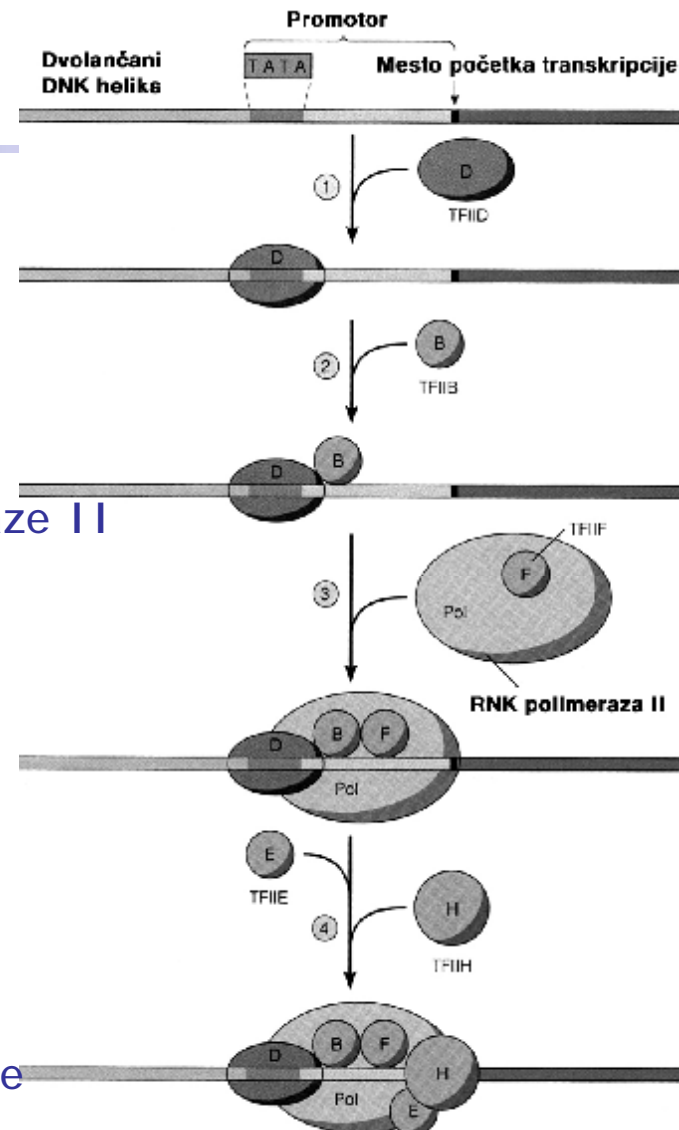 Promotor
Dvolančani
DNK heliks
TATA
Mesto početka transkripcije
1
D
TFIID
D
2
B
TFIIB
D
B
ze II
3
TFIIF
F
Pol
RNK polimeraza II
D
B
F
Pol
E
TFIIE
4
H
TFIIH
D
B
F
H
Pol
E
e